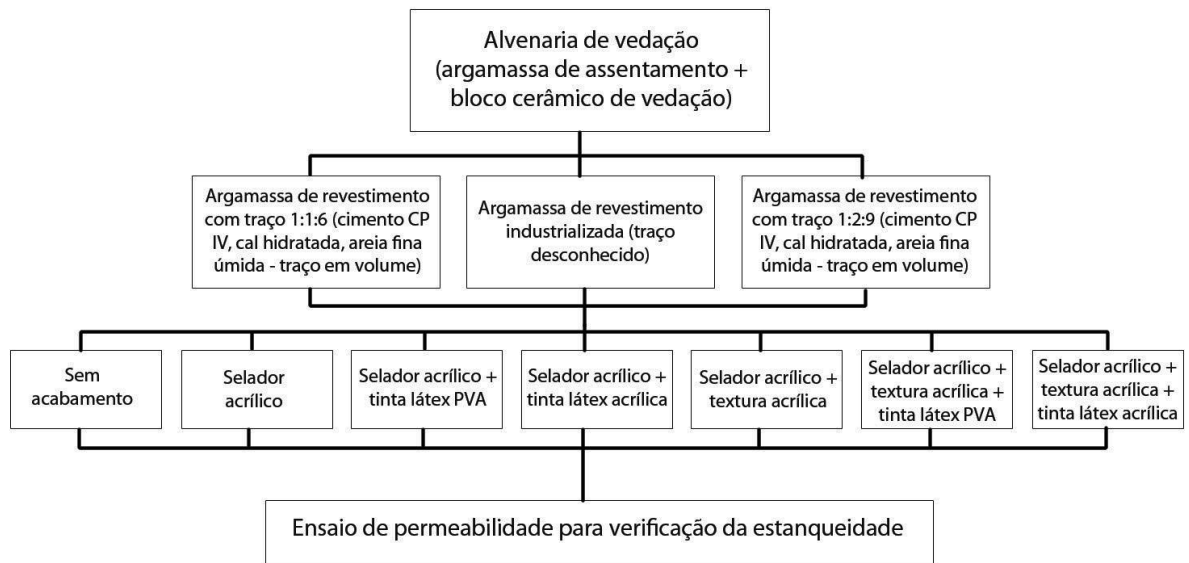 Alvenaria de vedação
(argamassa de assentamento +
bloco cerâmico de vedação)
Argamassa de revestimento
com traço 1:1:6 (cimento CP
IV, cal hidratada, areia fina
úmida - traço em volume)
Argamassa de revestimento
industrializada (traço
desconhecido)
Argamassa de revestimento
com traço 1:2:9 (cimento CP
IV, cal hidratada, areia fina
úmida - traço em volume)
Sem
acabamento
Selador
acrílico
Selador acrílico +
tinta látex PVA
Selador acrílico +
tinta látex acrílica
Selador acrílico +
textura acrílica
Selador acrílico +
textura acrílica +
tinta látex PVA
Selador acrílico +
textura acrílica +
tinta látex acrílica
Ensaio de permeabilidade para verificação da estanqueidade